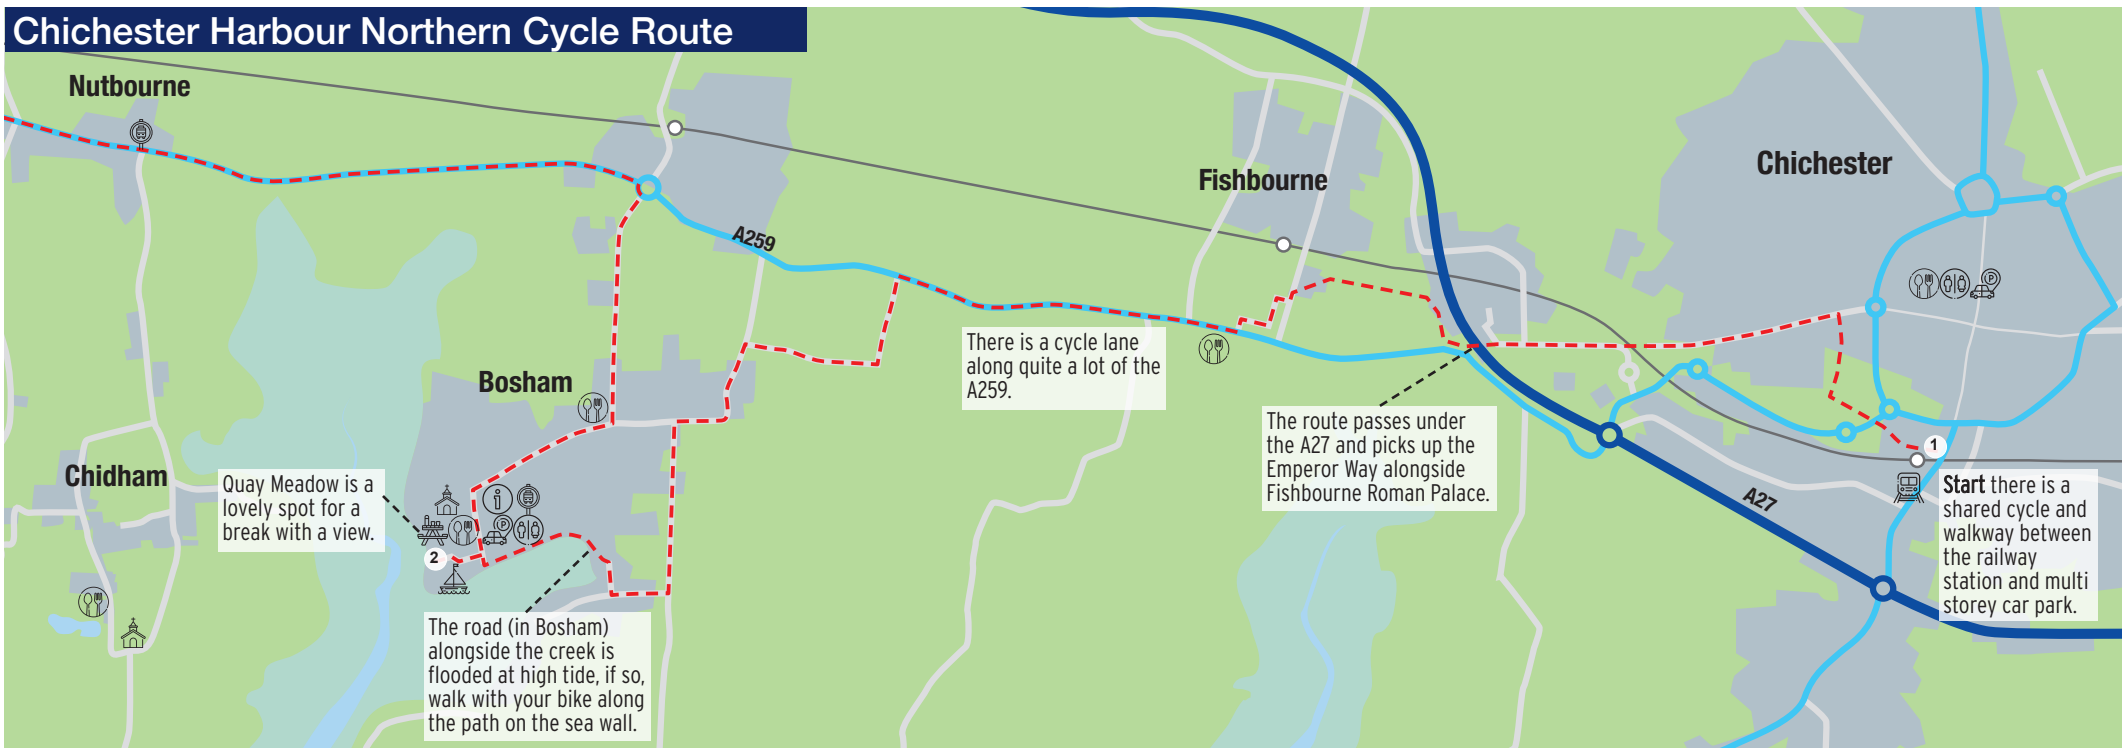 Chichester Harbour Northern Cycle Route
Nutbourne
Chichester
Fishbourne
A259
There is a cycle lane
along quite a lot of the
A259.
Bosham
The route passes under
the A27 and picks up the
Emperor Way alongside
Fishbourne Roman Palace.
1
Chidham
Quay Meadow is a
lovely spot for a
break with a view.
A27
Start there is a
shared cycle and
walkway between
the railway
station and multi
storey car park.
i
P
P
2
The road (in Bosham)
alongside the creek is
flooded at high tide, if so,
walk with your bike along
the path on the sea wall.